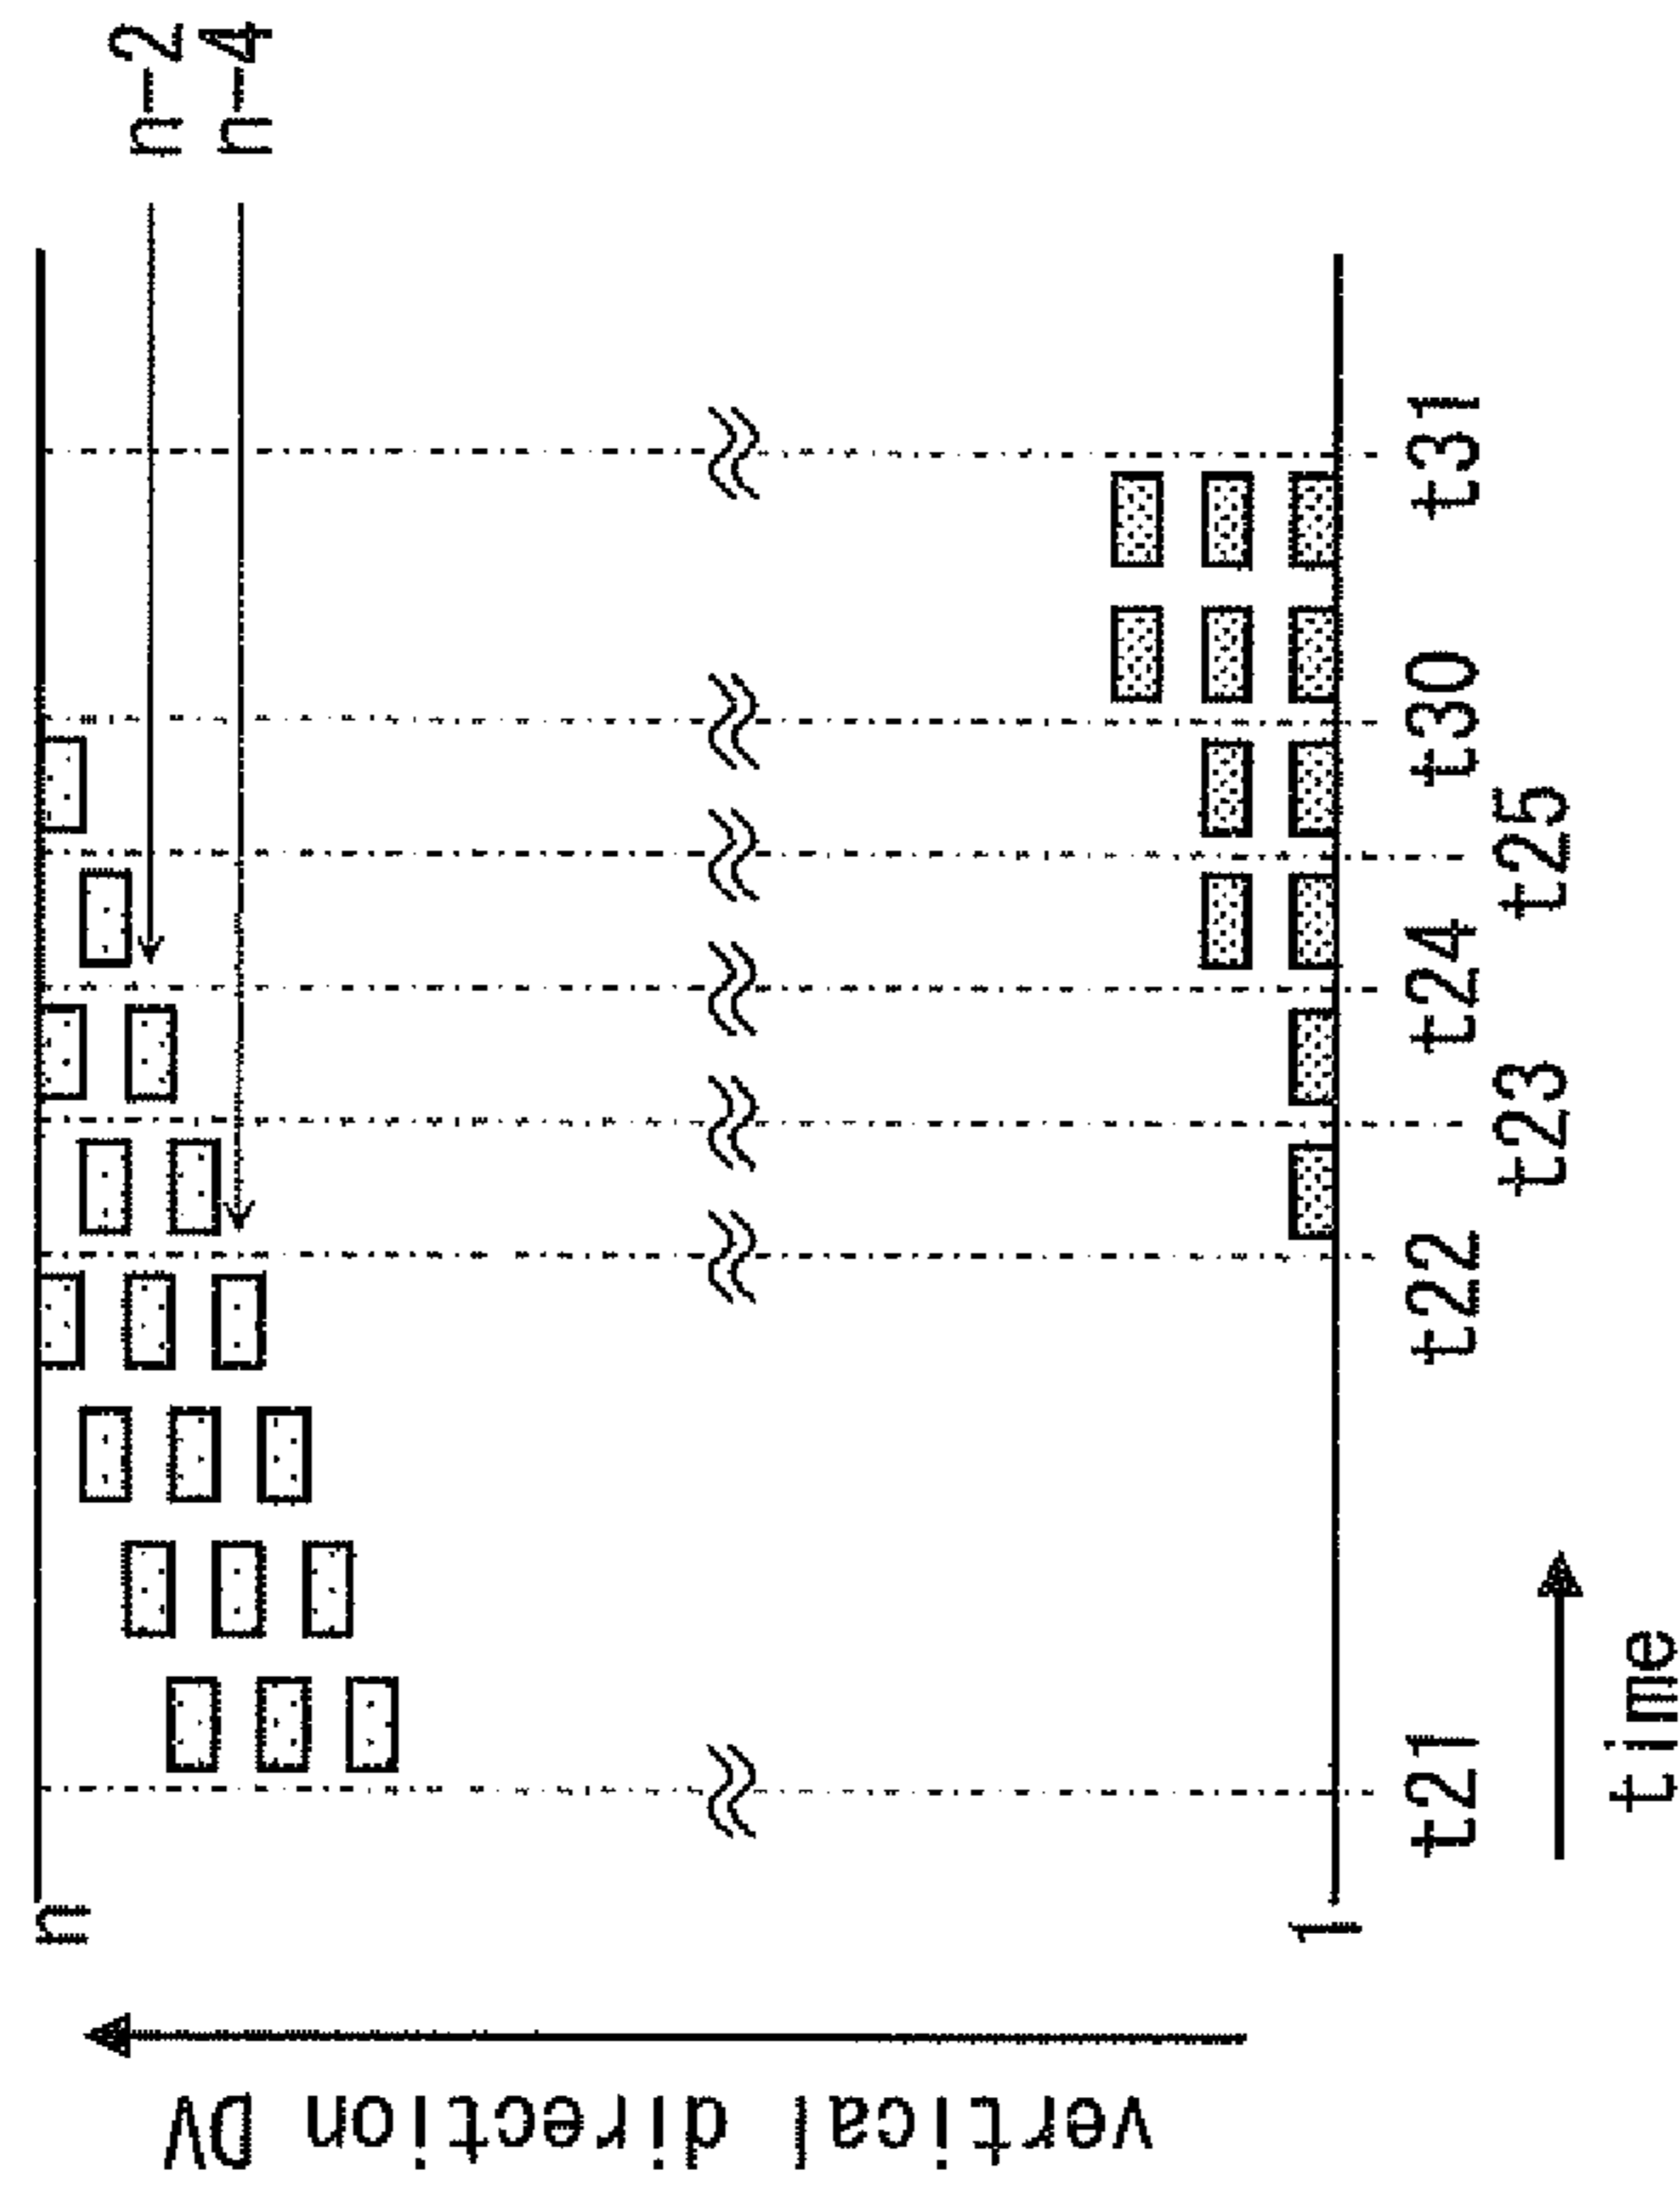 n-2
n-4
n
1
t21
t22
t23
t24
t25
t30
t31
time
vertical direction DV